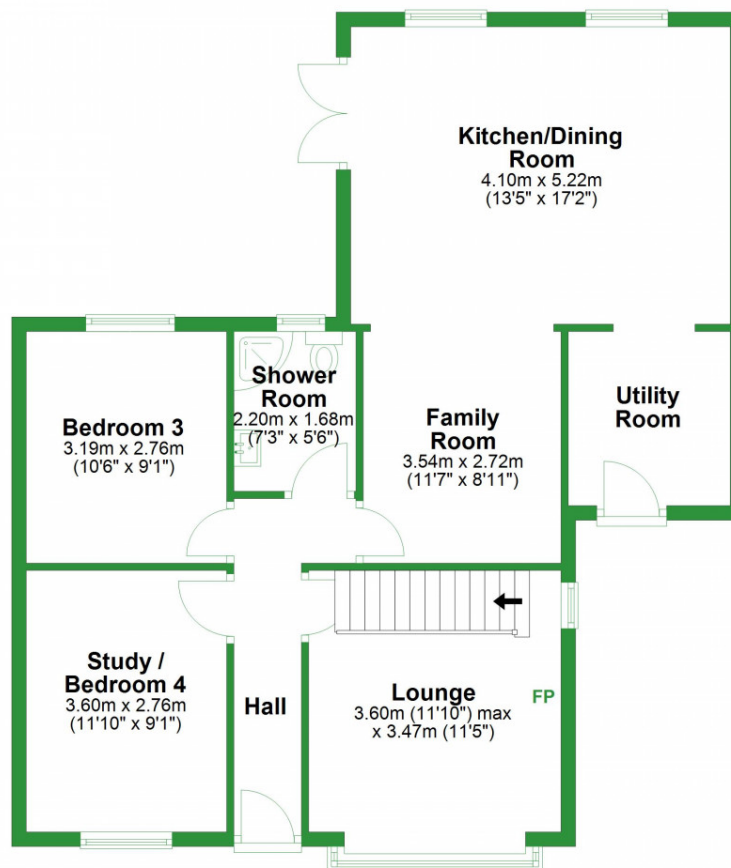 Kitchen/Dining
Room
4.10m x 5.22m
(13'5" x 17'2")
Bedroom 3
3.19m x 2.76m
(10'6" x 9'1")
Shower
Room
2.20m x 1.68m
(7'3" x 5'6")
Family
Room
3.54m x 2.72m
(11'7" x 8'11")
Utility
Room
Study /
Bedroom 4
3.60m x 2.76m
(11'10" x 9'1")
Hall
Lounge
3.60m (11'10") max
x 3.47m (11'5")
FP